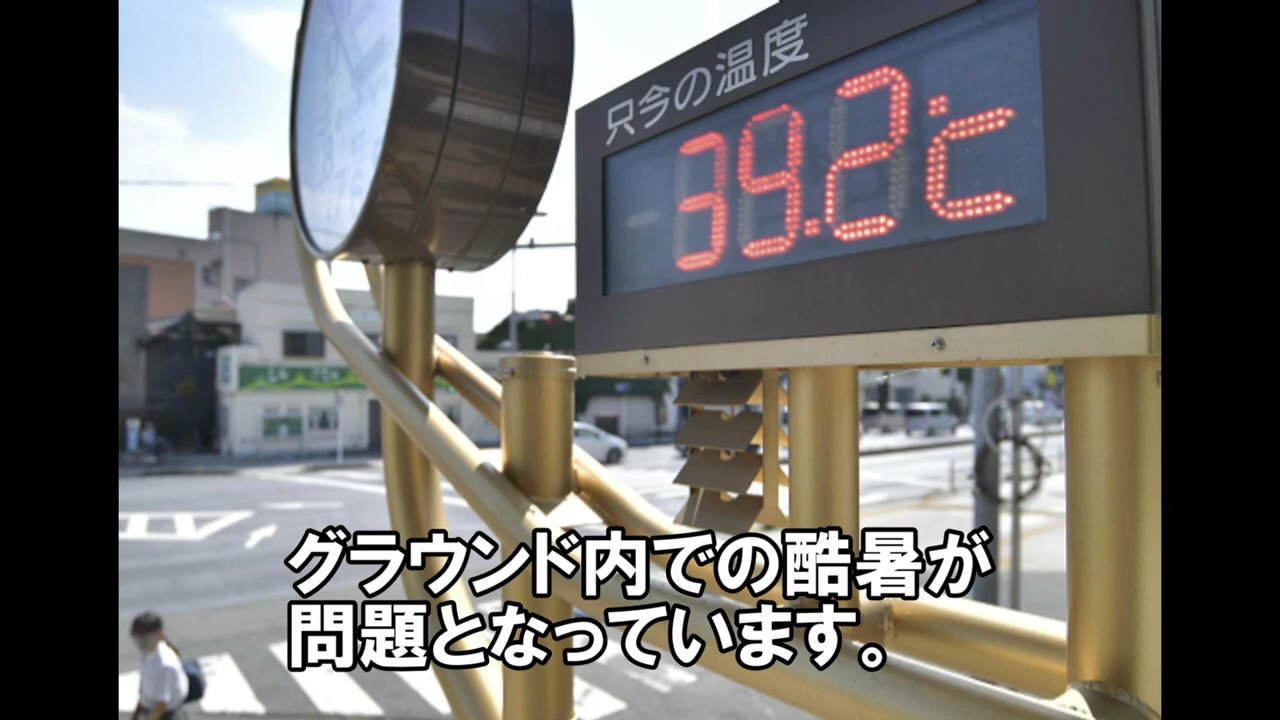 只今の温度
39.2℃
グラウンド内での酷暑が
問題となっています。